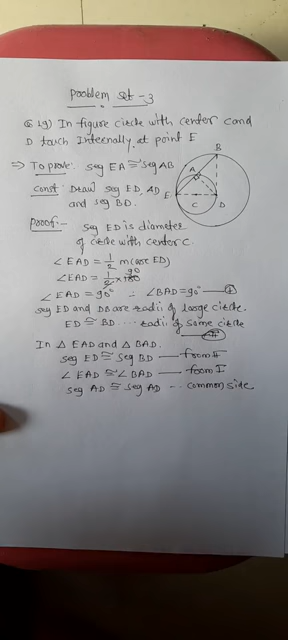 Problem set -3
Q 19) In figure circle with center C and
D touch Internally at point E
⇒ To prove: seg EA ≅ seg AB
const: Draw seg ED, AD
and seg BD.
B
A
E
C
D
Proof:- seg ED is diameter
of circle with center C.
∠EAD = 1/2 m(arc ED)
∠EAD = 1/2 × 180 90
∠EAD = 90° ∴ ∠BAD = 90° — I
seg ED and DB are radii of large circle.
ED ≅ BD ... radii of same circle
— II
In △ EAD and △ BAD.
seg ED ≅ seg BD — from II
∠ EAD ≅ ∠BAD — from I
seg AD ≅ seg AD .. common side